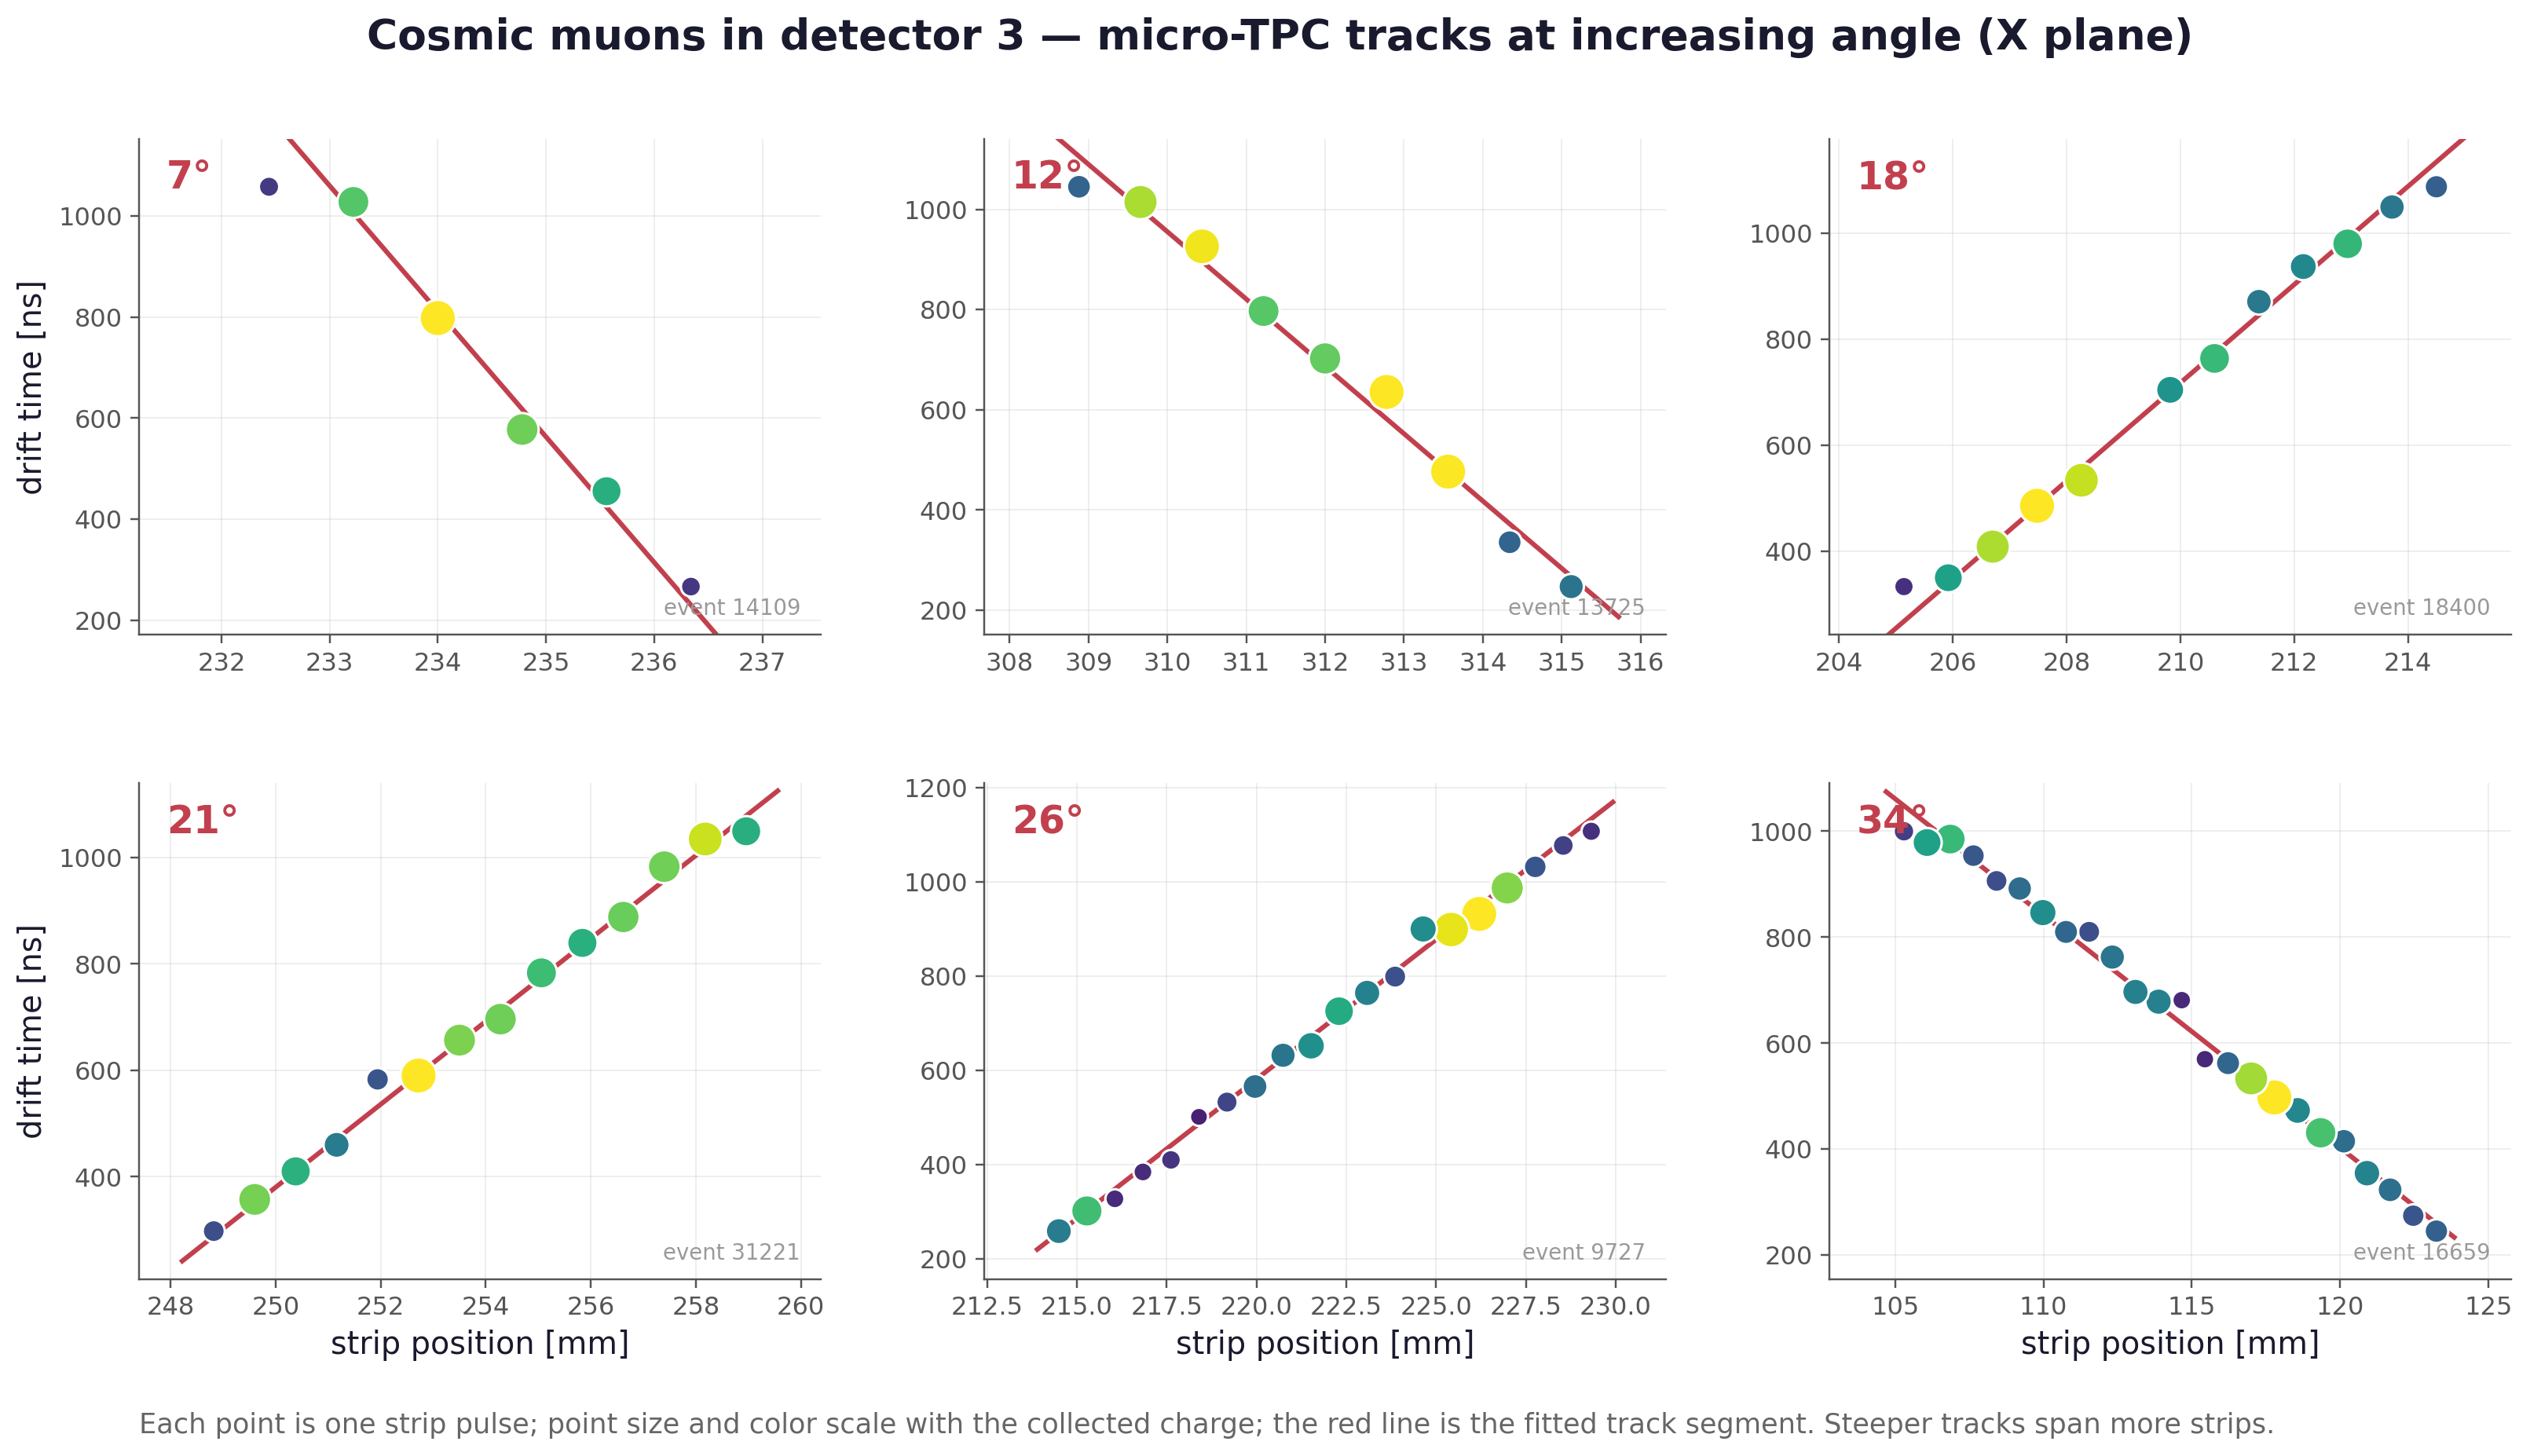 Cosmic muons in detector 3 — micro-TPC tracks at increasing angle (X plane)
7°
12°
18°
drift time [ns]
1000
800
600
400
200
1000
800
600
400
200
1000
800
600
400
event 14109
event 13725
event 18400
232 233 234 235 236 237
308 309 310 311 312 313 314 315 316
204 206 208 210 212 214
21°
26°
34°
drift time [ns]
1000
800
600
400
1200
1000
800
600
400
200
1000
800
600
400
200
event 31221
event 9727
event 16659
248 250 252 254 256 258 260
212.5 215.0 217.5 220.0 222.5 225.0 227.5 230.0
105 110 115 120 125
strip position [mm]
strip position [mm]
strip position [mm]
Each point is one strip pulse; point size and color scale with the collected charge; the red line is the fitted track segment. Steeper tracks span more strips.